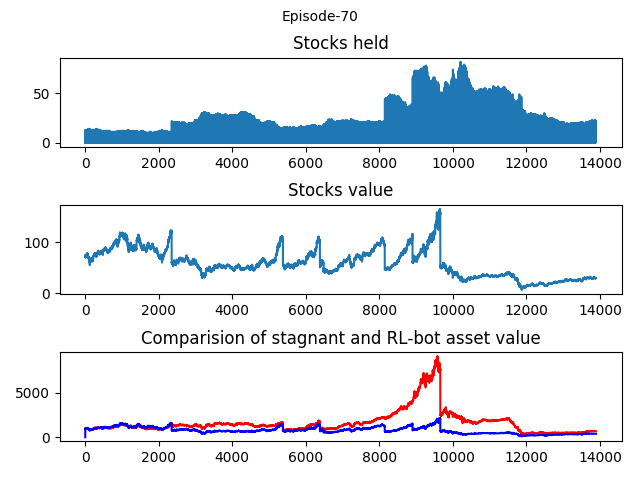 Episode-70
Stocks held
50
0
0 2000 4000 6000 8000 10000 12000 14000
Stocks value
100
0
0 2000 4000 6000 8000 10000 12000 14000
Comparision of stagnant and RL-bot asset value
5000
0
0 2000 4000 6000 8000 10000 12000 14000